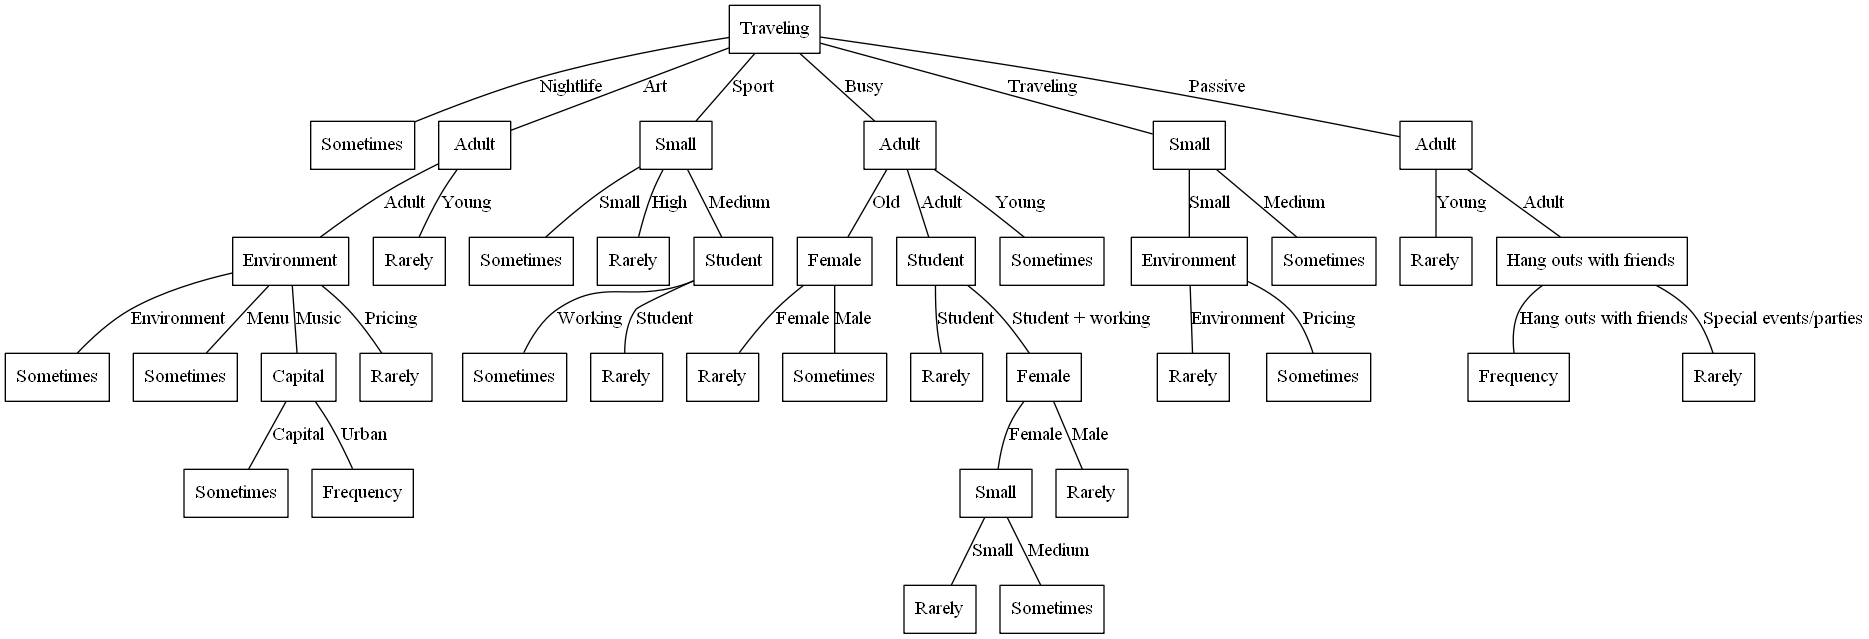 Traveling
Nightlife
Art
Sport
Busy
Traveling
Passive
Sometimes
Adult
Small
Adult
Small
Adult
Adult
Young
Small
High
Medium
Old
Adult
Young
Small
Medium
Young
Adult
Environment
Rarely
Sometimes
Rarely
Student
Female
Student
Sometimes
Environment
Sometimes
Rarely
Hang outs with friends
Environment
Menu
Music
Pricing
Working
Student
Female
Male
Student
Student + working
Environment
Pricing
Hang outs with friends
Special events/parties
Sometimes
Sometimes
Capital
Rarely
Sometimes
Rarely
Rarely
Sometimes
Rarely
Female
Rarely
Sometimes
Frequency
Rarely
Capital
Urban
Female
Male
Sometimes
Frequency
Small
Rarely
Small
Medium
Rarely
Sometimes